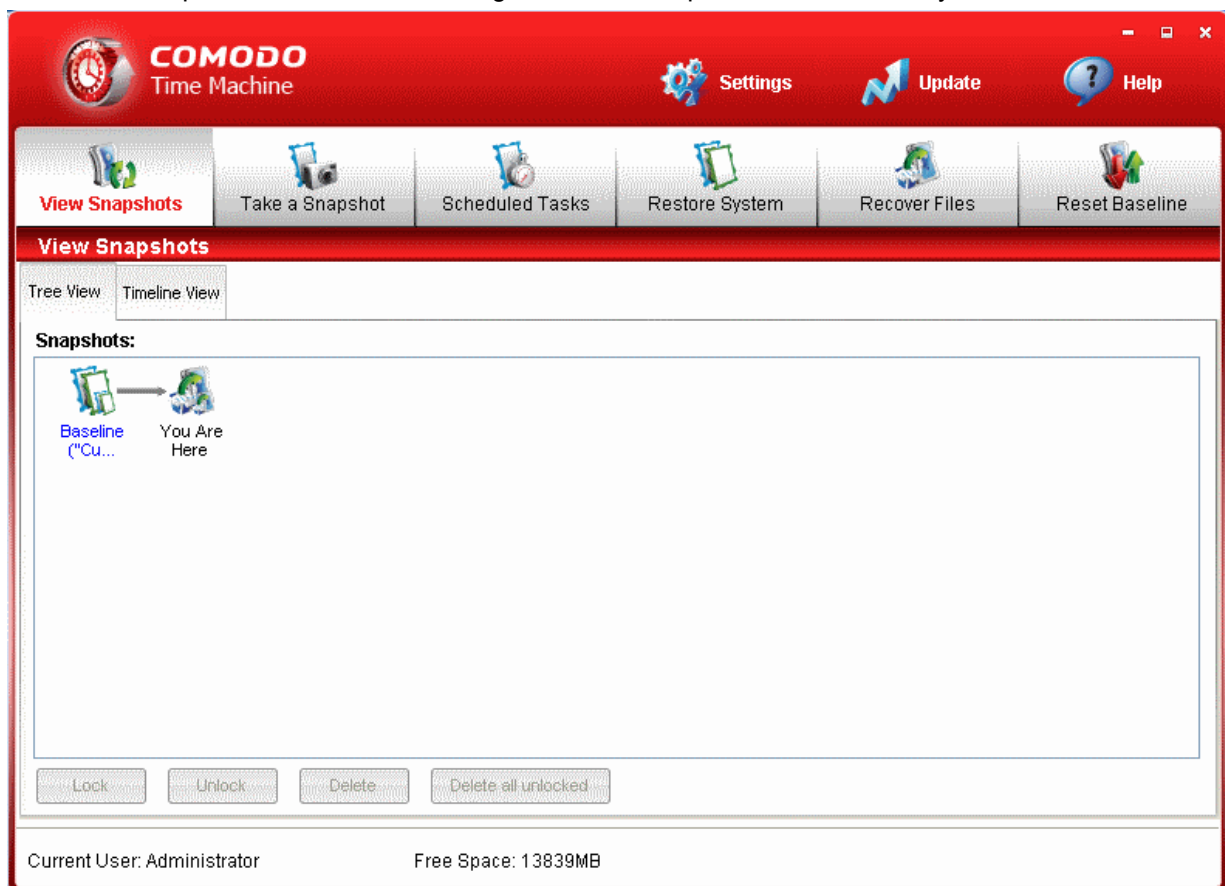 COMODO
Time Machine
Settings
Update
Help
View Snapshots
Take a Snapshot
Scheduled Tasks
Restore System
Recover Files
Reset Baseline
View Snapshots
Tree View
Timeline View
Snapshots:
Baseline
("Cu...
You Are
Here
Lock
Unlock
Delete
Delete all unlocked
Current User: Administrator
Free Space: 13839MB